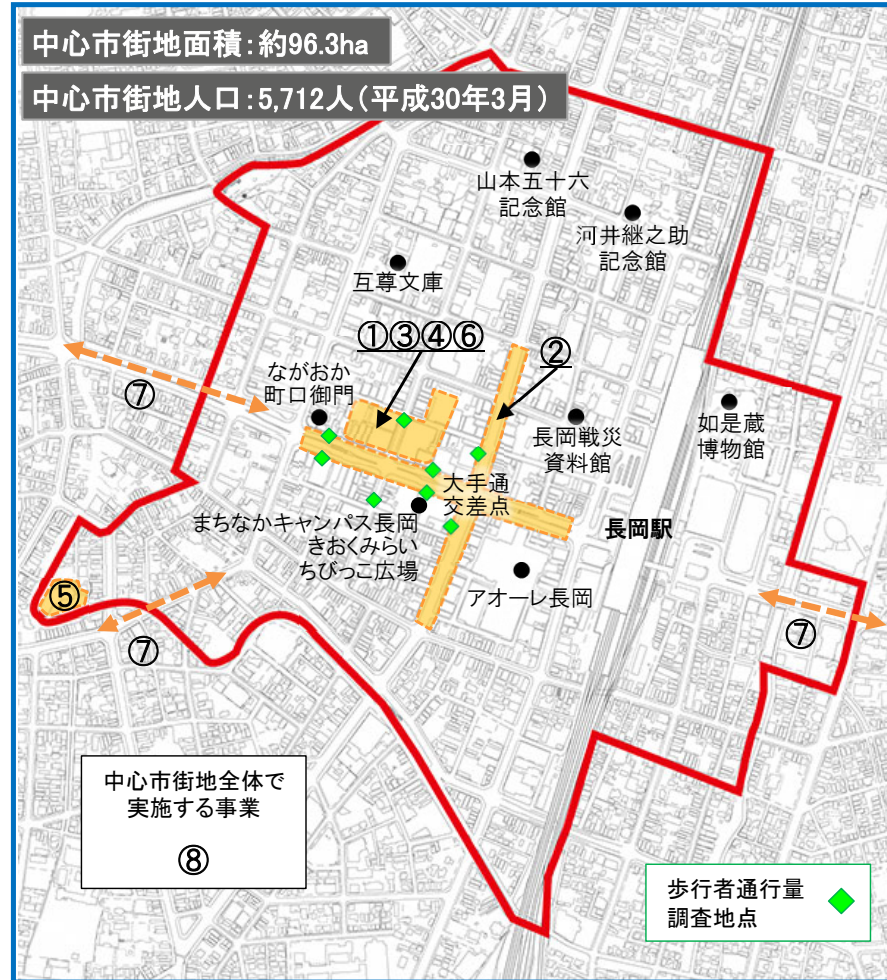 中心市街地面積：約96.3ha
中心市街地人口：5,712人（平成30年3月）
山本五十六
記念館
河井継之助
記念館
互尊文庫
①③④⑥
②
ながおか
町口御門
⑦
長岡戦災
資料館
如是蔵
博物館
大手通
交差点
まちなかキャンパス長岡
きおくみらい
ちびっこ広場
長岡駅
アオーレ長岡
⑤
⑦
⑦
中心市街地全体で
実施する事業
⑧
歩行者通行量
調査地点